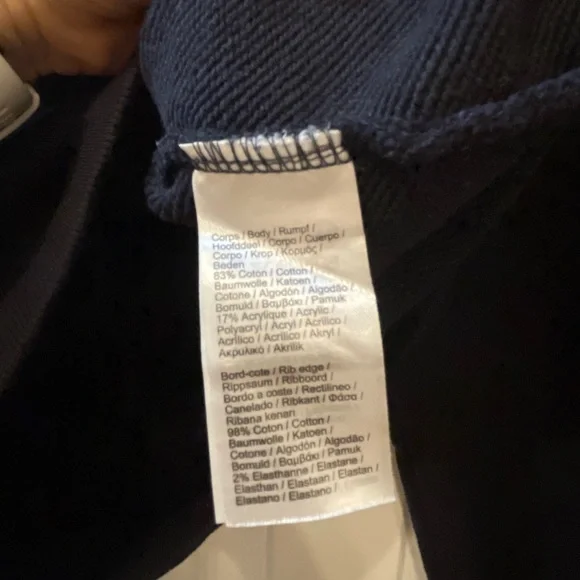 Corps / Body / Rumpf /
Hoofddeel / Corpo / Cuerpo /
Corpo / Krop / Κορμός /
Beden
83% Coton / Cotton /
Baumwolle / Katoen /
Cotone / Algodón / Algodão /
Bomuld / Βαμβάκι / Pamuk
17% Acrylique / Acrylic /
Polyacryl / Acryl / Acrilico /
Acrílico / Acrílico / Akryl /
Ακρυλικό / Akrilik
Bord-cote / Rib edge /
Rippsaum / Ribboord /
Bordo a coste / Rectilíneo /
Canelado / Ribkant / Φάσα /
Ribana kenarı
98% Coton / Cotton /
Baumwolle / Katoen /
Cotone / Algodón / Algodão /
Bomuld / Βαμβάκι / Pamuk
2% Elasthanne / Elastane /
Elasthan / Elastaan / Elastan /
Elastano / Elastano /